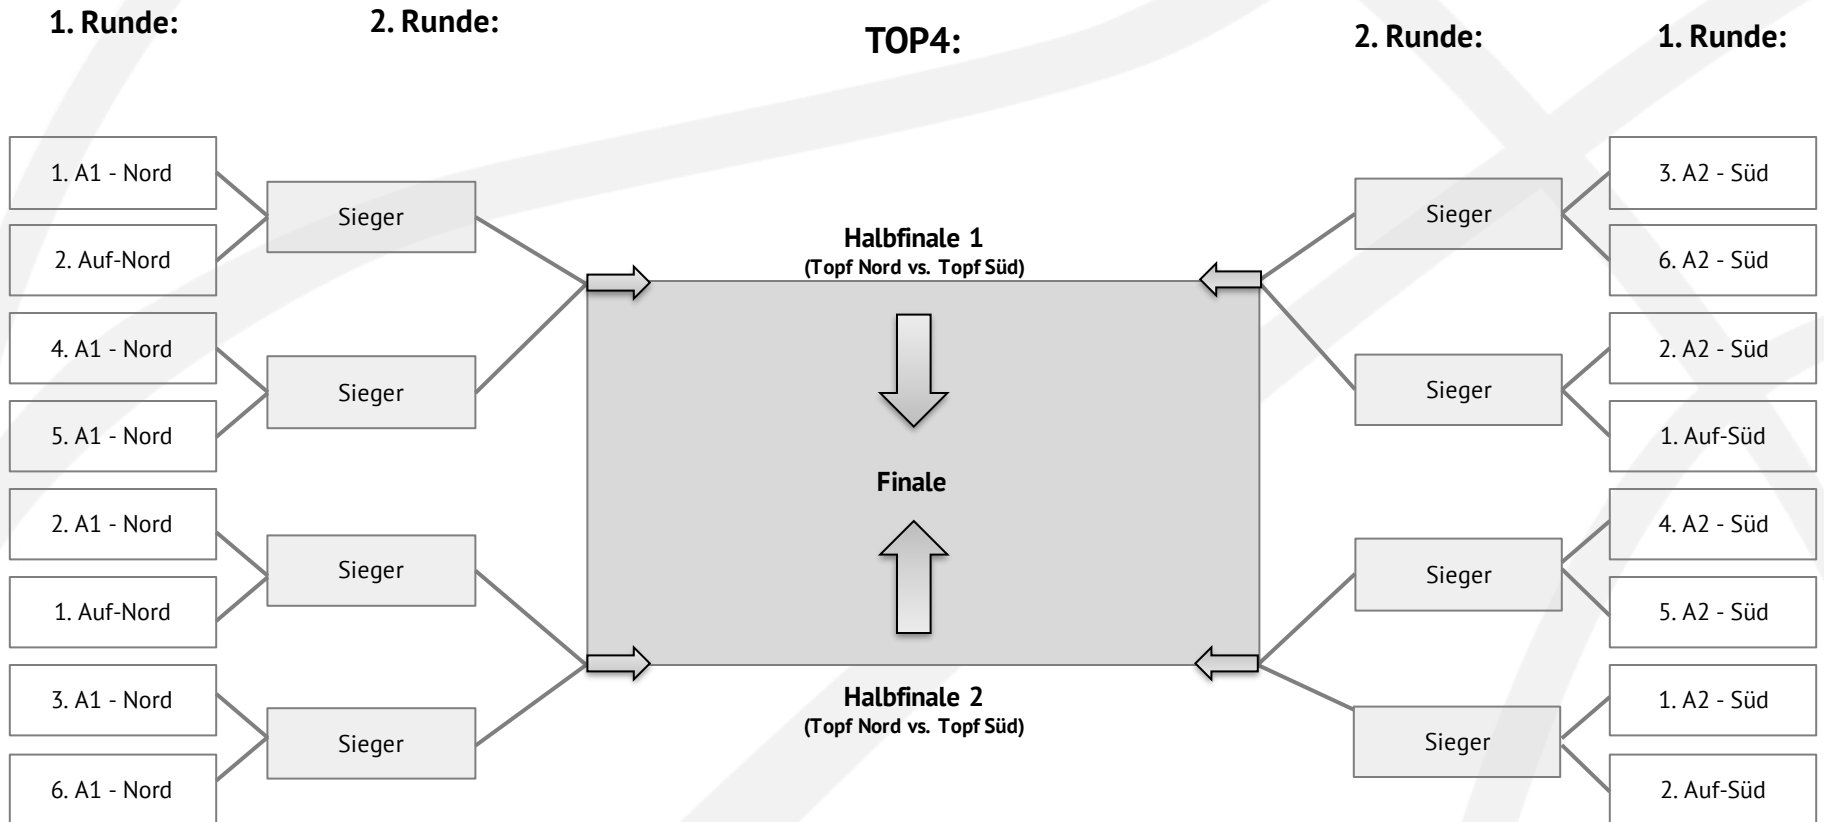 1. Runde:
2. Runde:
TOP4:
2. Runde:
1. Runde:
1. A1 - Nord
2. Auf-Nord
4. A1 - Nord
5. A1 - Nord
2. A1 - Nord
1. Auf-Nord
3. A1 - Nord
6. A1 - Nord
Sieger
Sieger
Sieger
Sieger
Halbfinale 1
(Topf Nord vs. Topf Süd)
Finale
Halbfinale 2
(Topf Nord vs. Topf Süd)
Sieger
Sieger
Sieger
Sieger
3. A2 - Süd
6. A2 - Süd
2. A2 - Süd
1. Auf-Süd
4. A2 - Süd
5. A2 - Süd
1. A2 - Süd
2. Auf-Süd